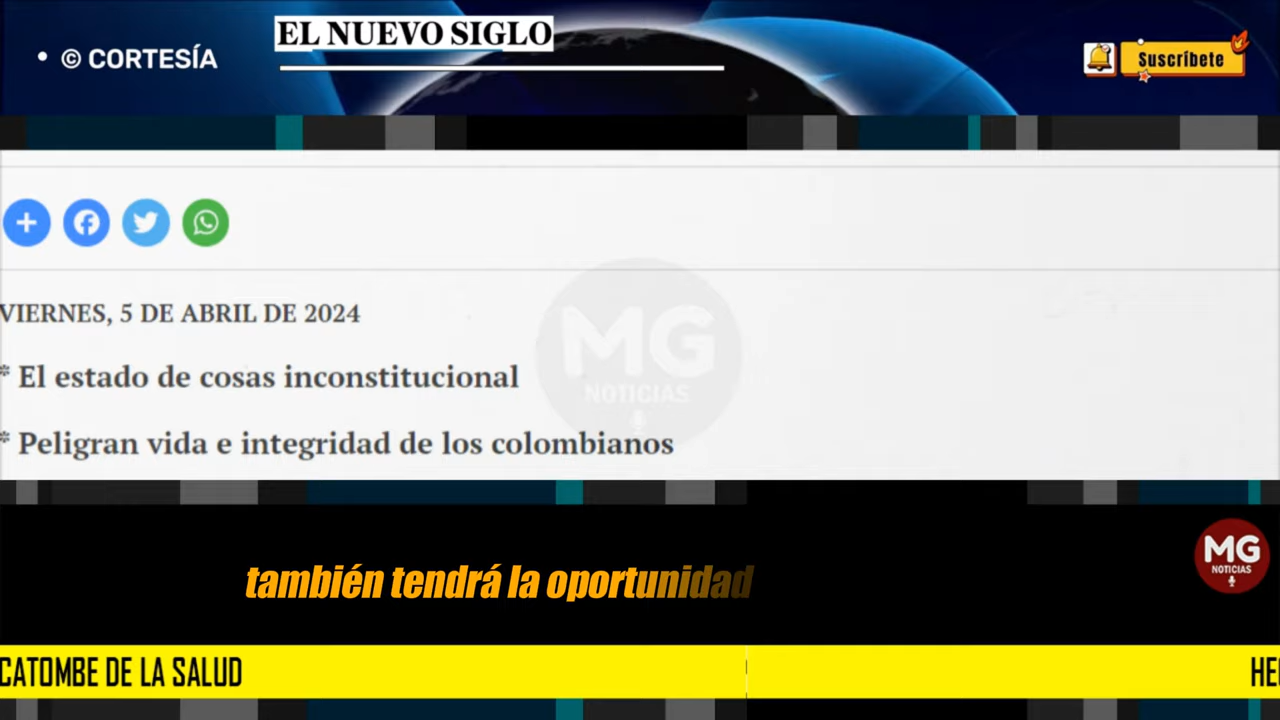 EL NUEVO SIGLO
• © CORTESÍA
Suscríbete
VIERNES, 5 DE ABRIL DE 2024
* El estado de cosas inconstitucional
* Peligran vida e integridad de los colombianos
MG
NOTICIAS
también tendrá la oportunidad
MG
NOTICIAS
CATOMBE DE LA SALUD
HE